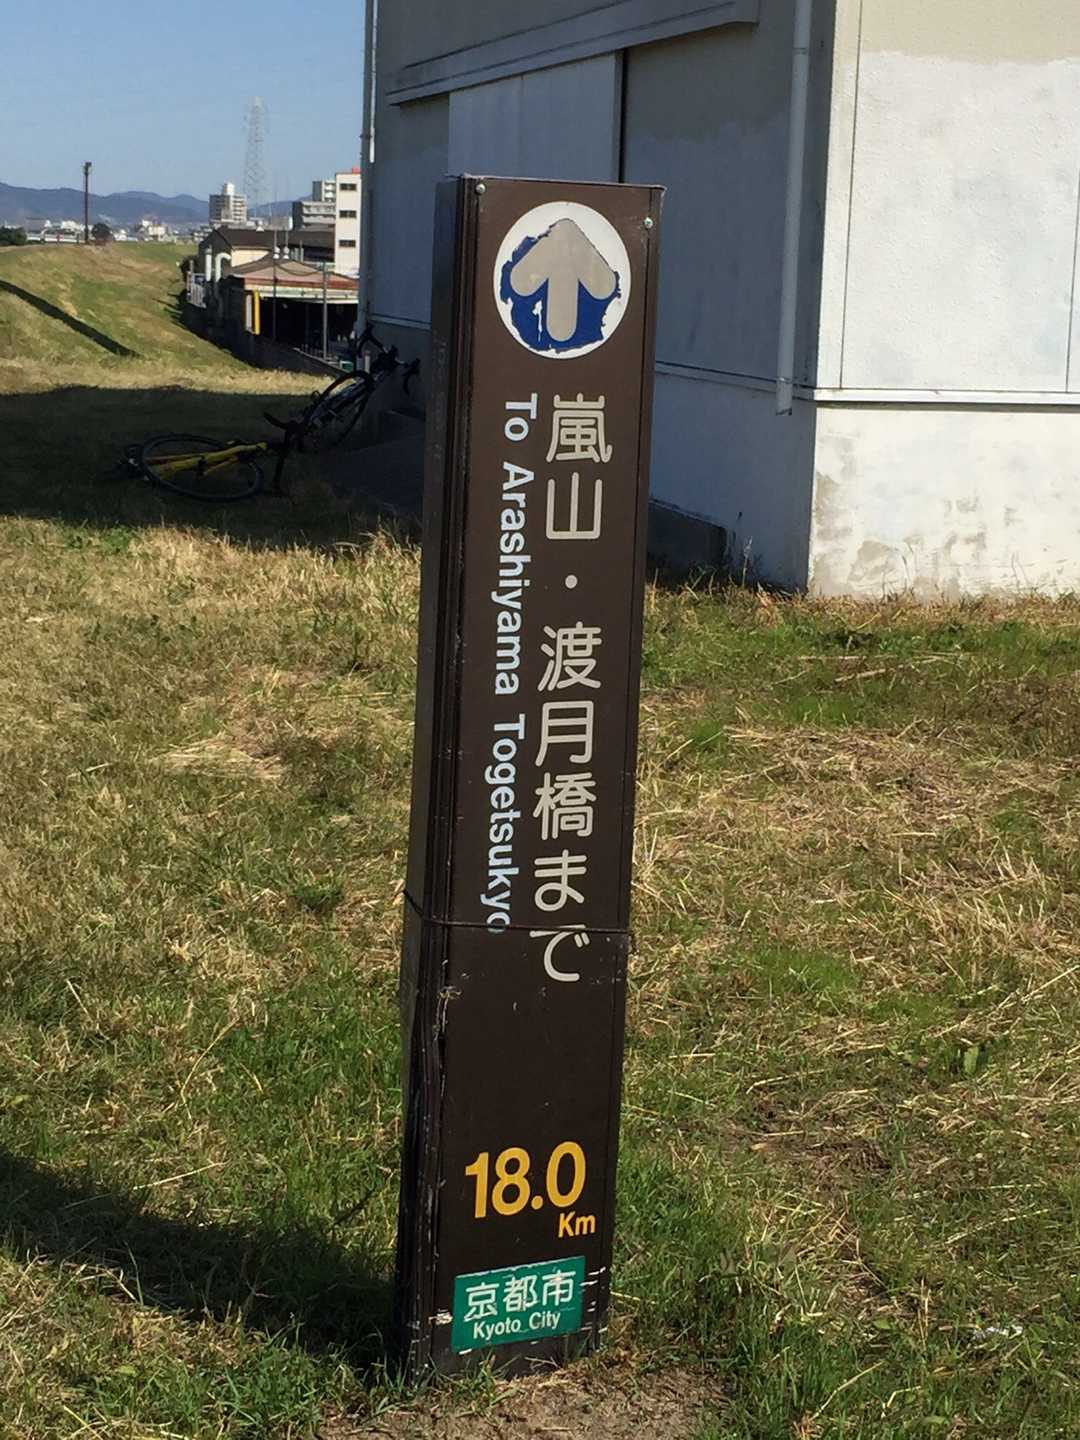 嵐山・渡月橋まで
To Arashiyama Togetsukyo
18.0
Km
京都市
Kyoto City